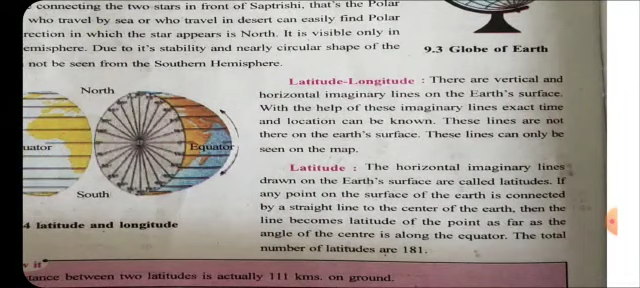 connecting the two stars in front of Saptrishi, that's the Polar
who travel by sea or who travel in desert can easily find Polar
rection in which the star appears is North. It is visible only in
emisphere. Due to it's stability and nearly circular shape of the
not be seen from the Southern Hemisphere.
9.3 Globe of Earth
Latitude-Longitude : There are vertical and
horizontal imaginary lines on the Earth's surface.
With the help of these imaginary lines exact time
and location can be known. These lines are not
there on the earth's surface. These lines can only be
seen on the map.
North
uator
Equator
South
4 latitude and longitude
Latitude : The horizontal imaginary lines
drawn on the Earth's surface are called latitudes. If
any point on the surface of the earth is connected
by a straight line to the center of the earth, then the
line becomes latitude of the point as far as the
angle of the centre is along the equator. The total
number of latitudes are 181.
w it
tance between two latitudes is actually 111 kms. on ground.